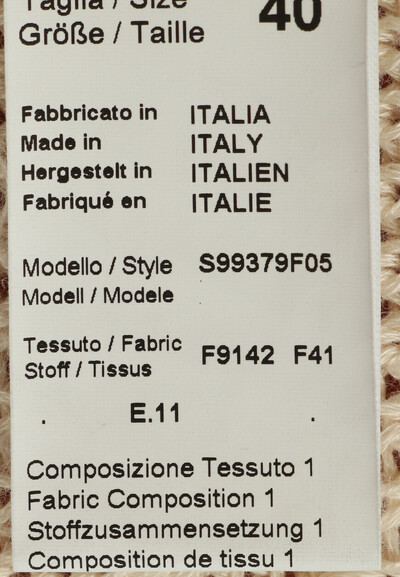 Taglia / Size
Größe / Taille 40
Fabbricato in ITALIA
Made in ITALY
Hergestelt in ITALIEN
Fabriqué en ITALIE
Modello / Style S99379F05
Modell / Modele
Tessuto / Fabric
Stoff / Tissus F9142 F41
. E.11 .
Composizione Tessuto 1
Fabric Composition 1
Stoffzusammensetzung 1
Composition de tissu 1